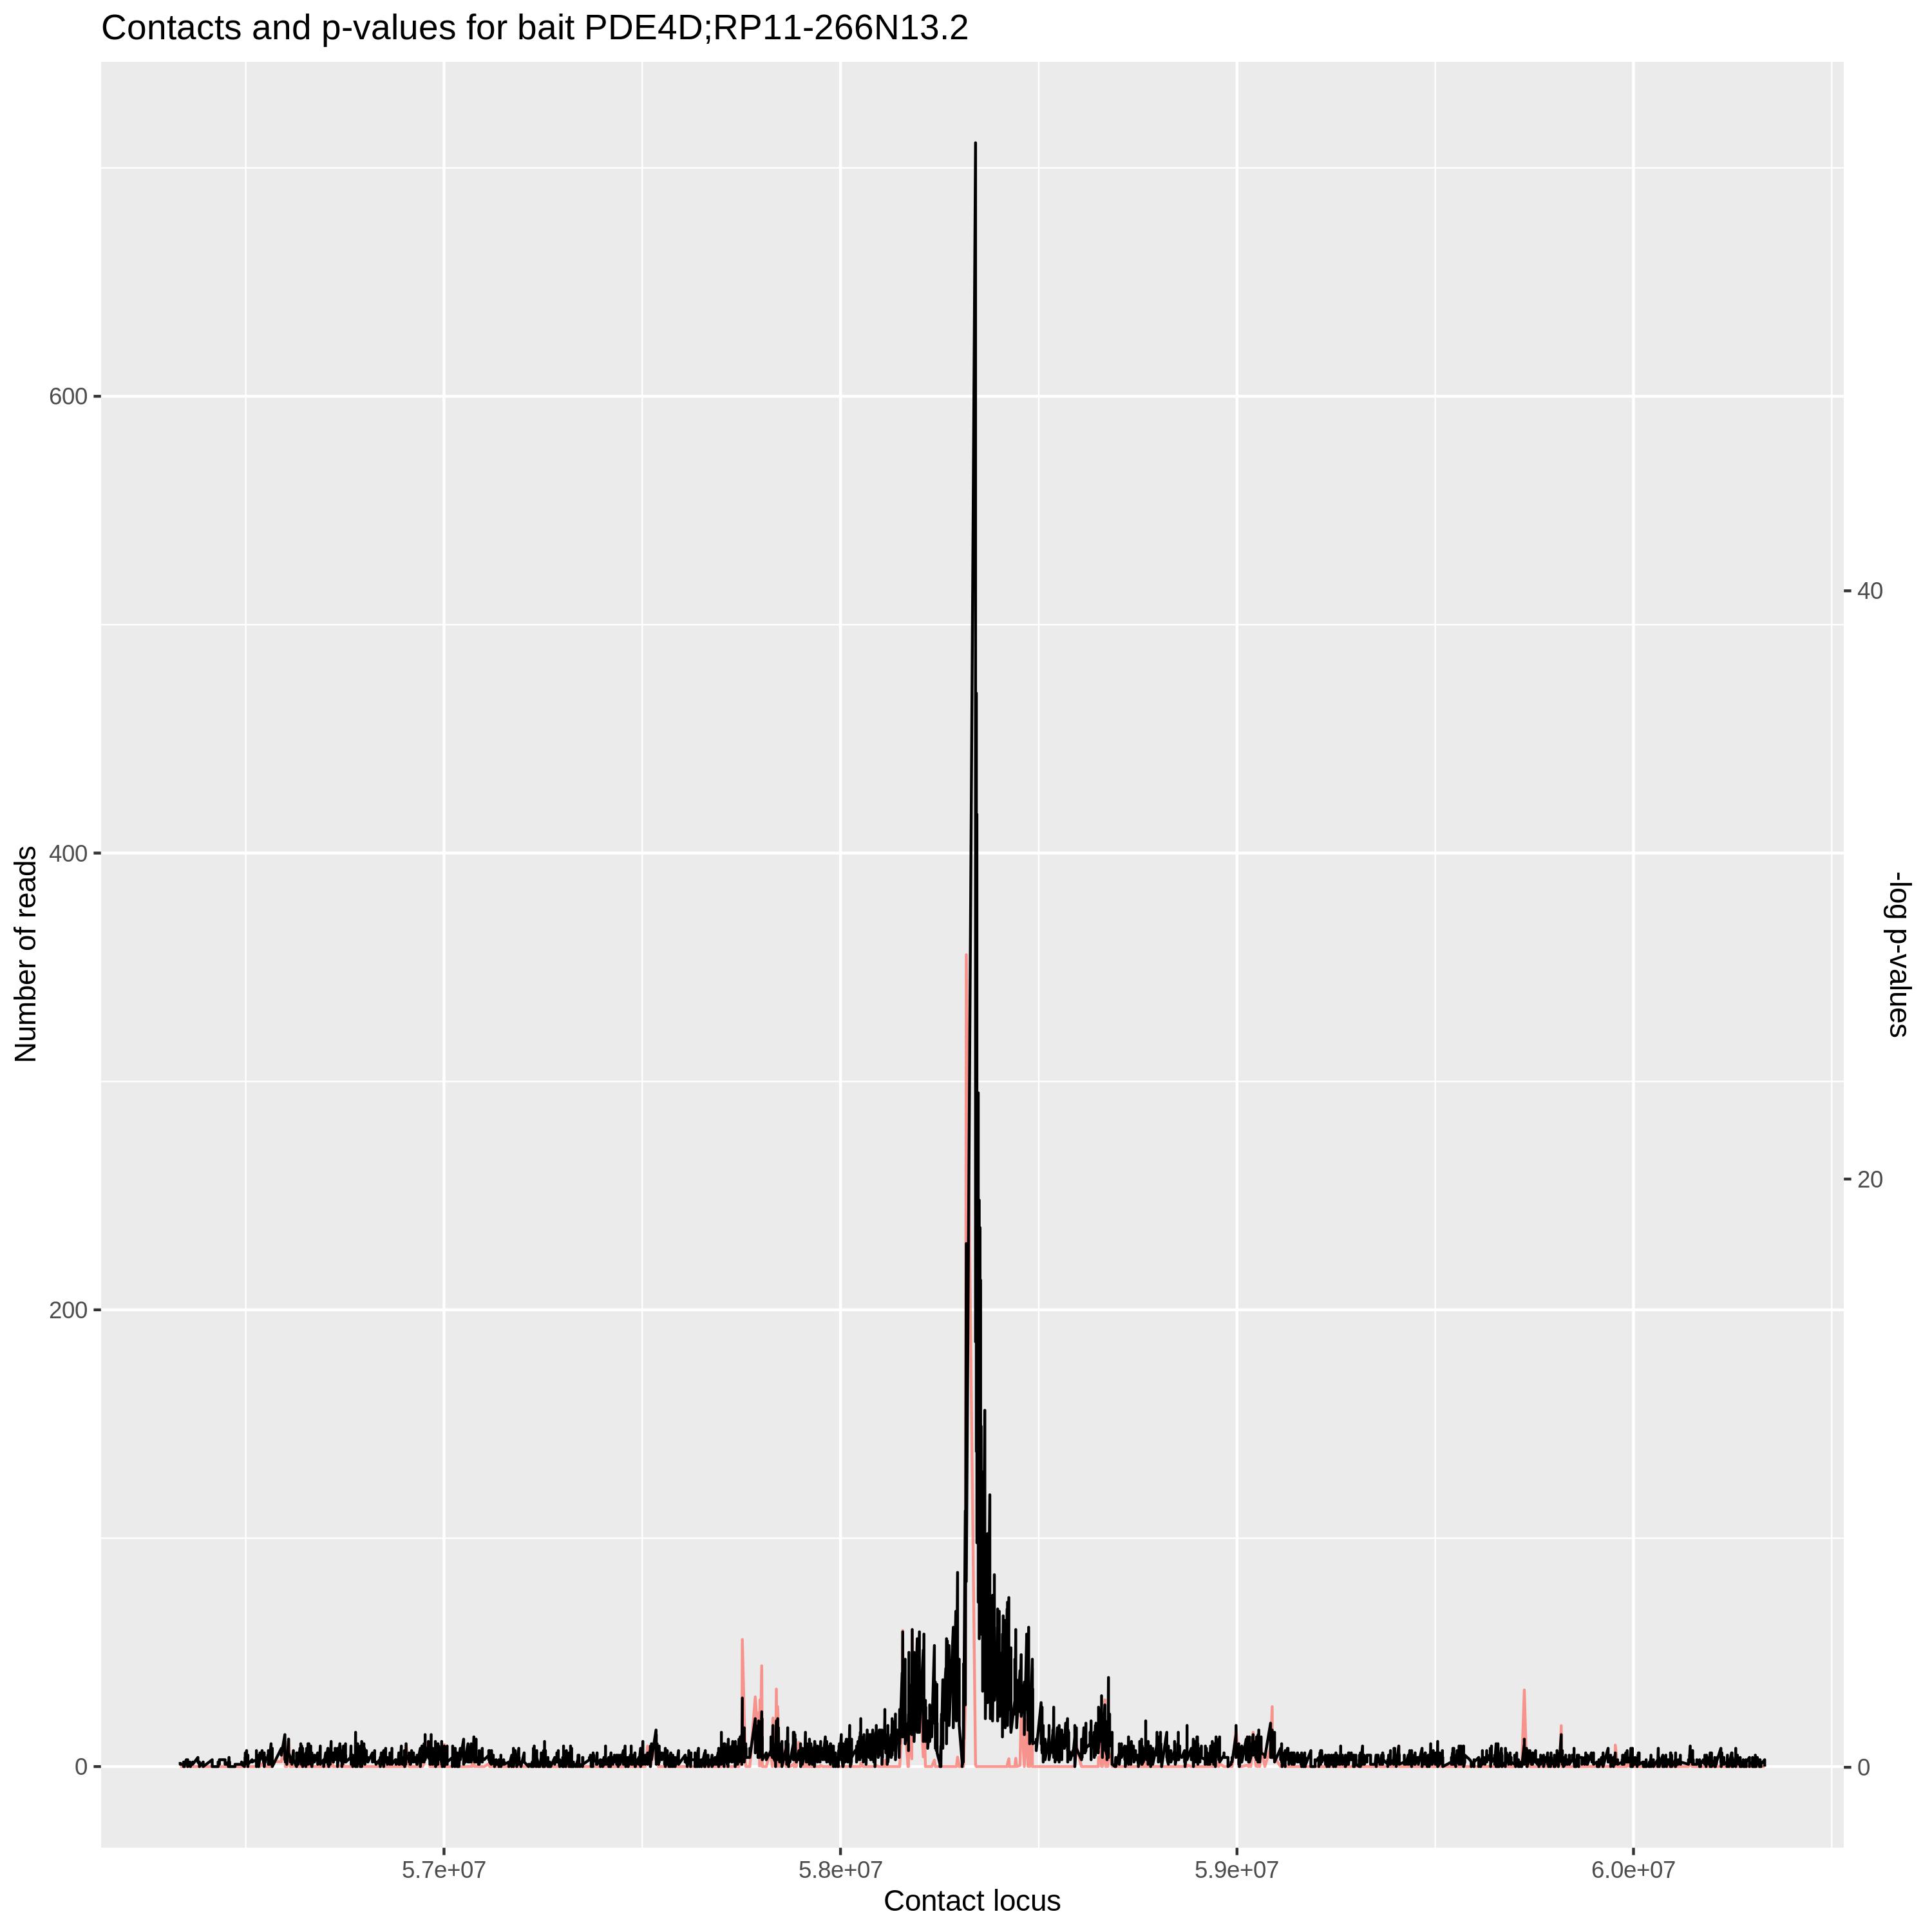 Contacts and p-values for bait PDE4D;RP11-266N13.2
Number of reads
600
400
200
0
40
20
0
-log p-values
5.7e+07
5.8e+07
5.9e+07
6.0e+07
Contact locus